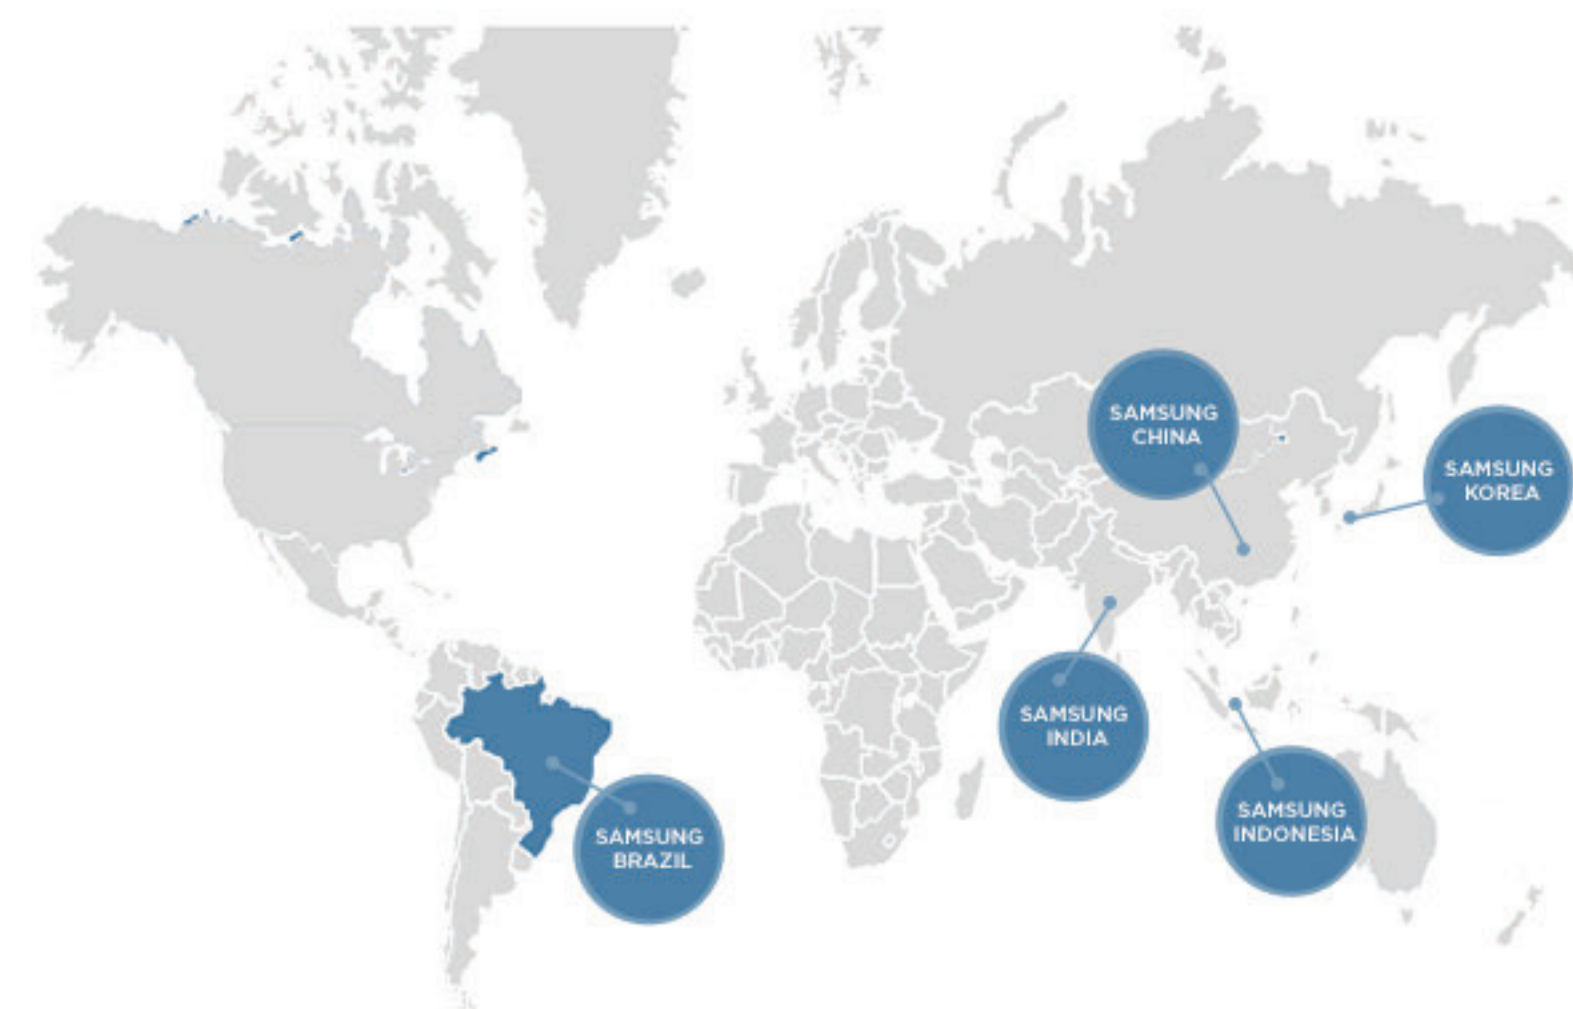 SAMSUNG
CHINA
SAMSUNG
KOREA
SAMSUNG
INDIA
SAMSUNG
INDONESIA
SAMSUNG
BRAZIL